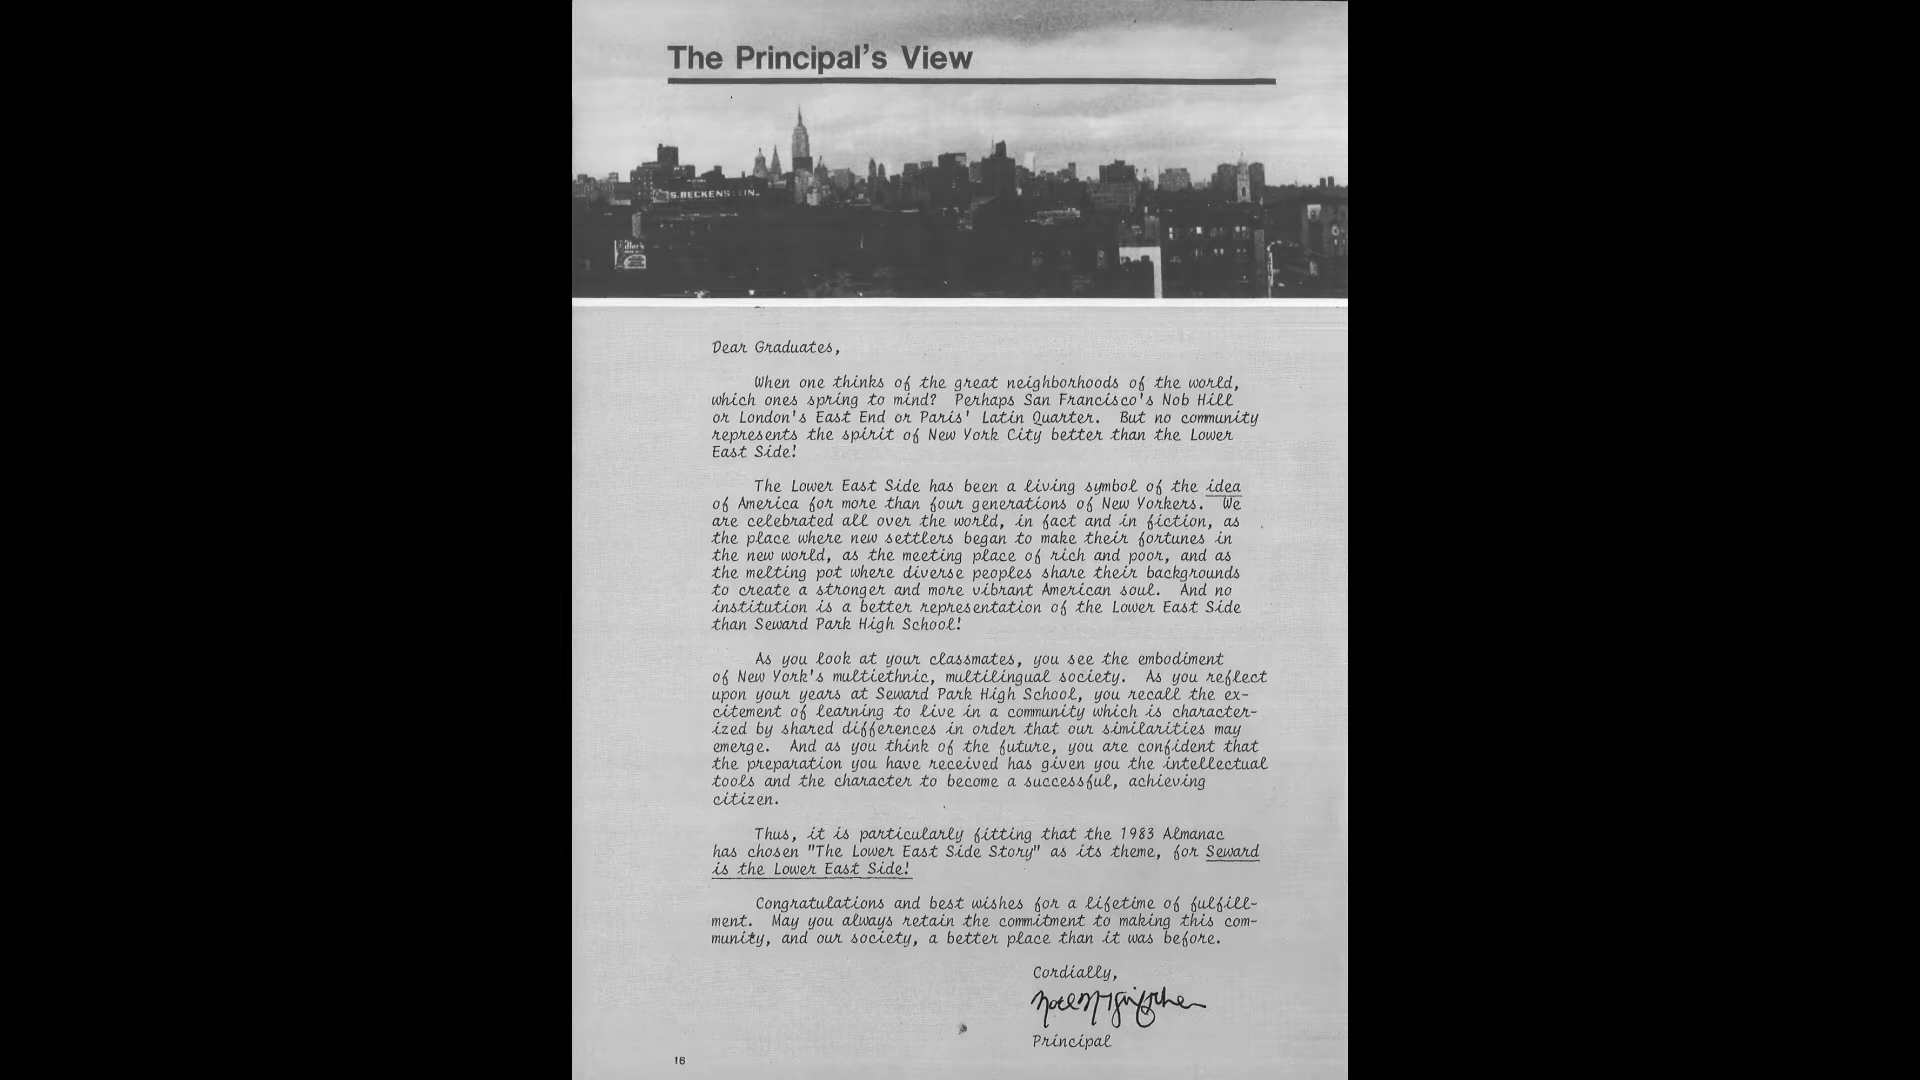 The Principal's View
S. BECKENSTEIN
Dear Graduates,
When one thinks of the great neighborhoods of the world,
which ones spring to mind? Perhaps San Francisco's Nob Hill
or London's East End or Paris' Latin Quarter. But no community
represents the spirit of New York City better than the Lower
East Side!
The Lower East Side has been a living symbol of the idea
of America for more than four generations of New Yorkers. We
are celebrated all over the world, in fact and in fiction, as
the place where new settlers began to make their fortunes in
the new world, as the meeting place of rich and poor, and as
the melting pot where diverse peoples share their backgrounds
to create a stronger and more vibrant American soul. And no
institution is a better representation of the Lower East Side
than Seward Park High School!
As you look at your classmates, you see the embodiment
of New York's multiethnic, multilingual society. As you reflect
upon your years at Seward Park High School, you recall the ex-
citement of learning to live in a community which is character-
ized by shared differences in order that our similarities may
emerge. And as you think of the future, you are confident that
the preparation you have received has given you the intellectual
tools and the character to become a successful, achieving
citizen.
Thus, it is particularly fitting that the 1983 Almanac
has chosen "The Lower East Side Story" as its theme, for Seward
is the Lower East Side!
Congratulations and best wishes for a lifetime of fulfill-
ment. May you always retain the commitment to making this com-
munity, and our society, a better place than it was before.
Cordially,
Principal
16